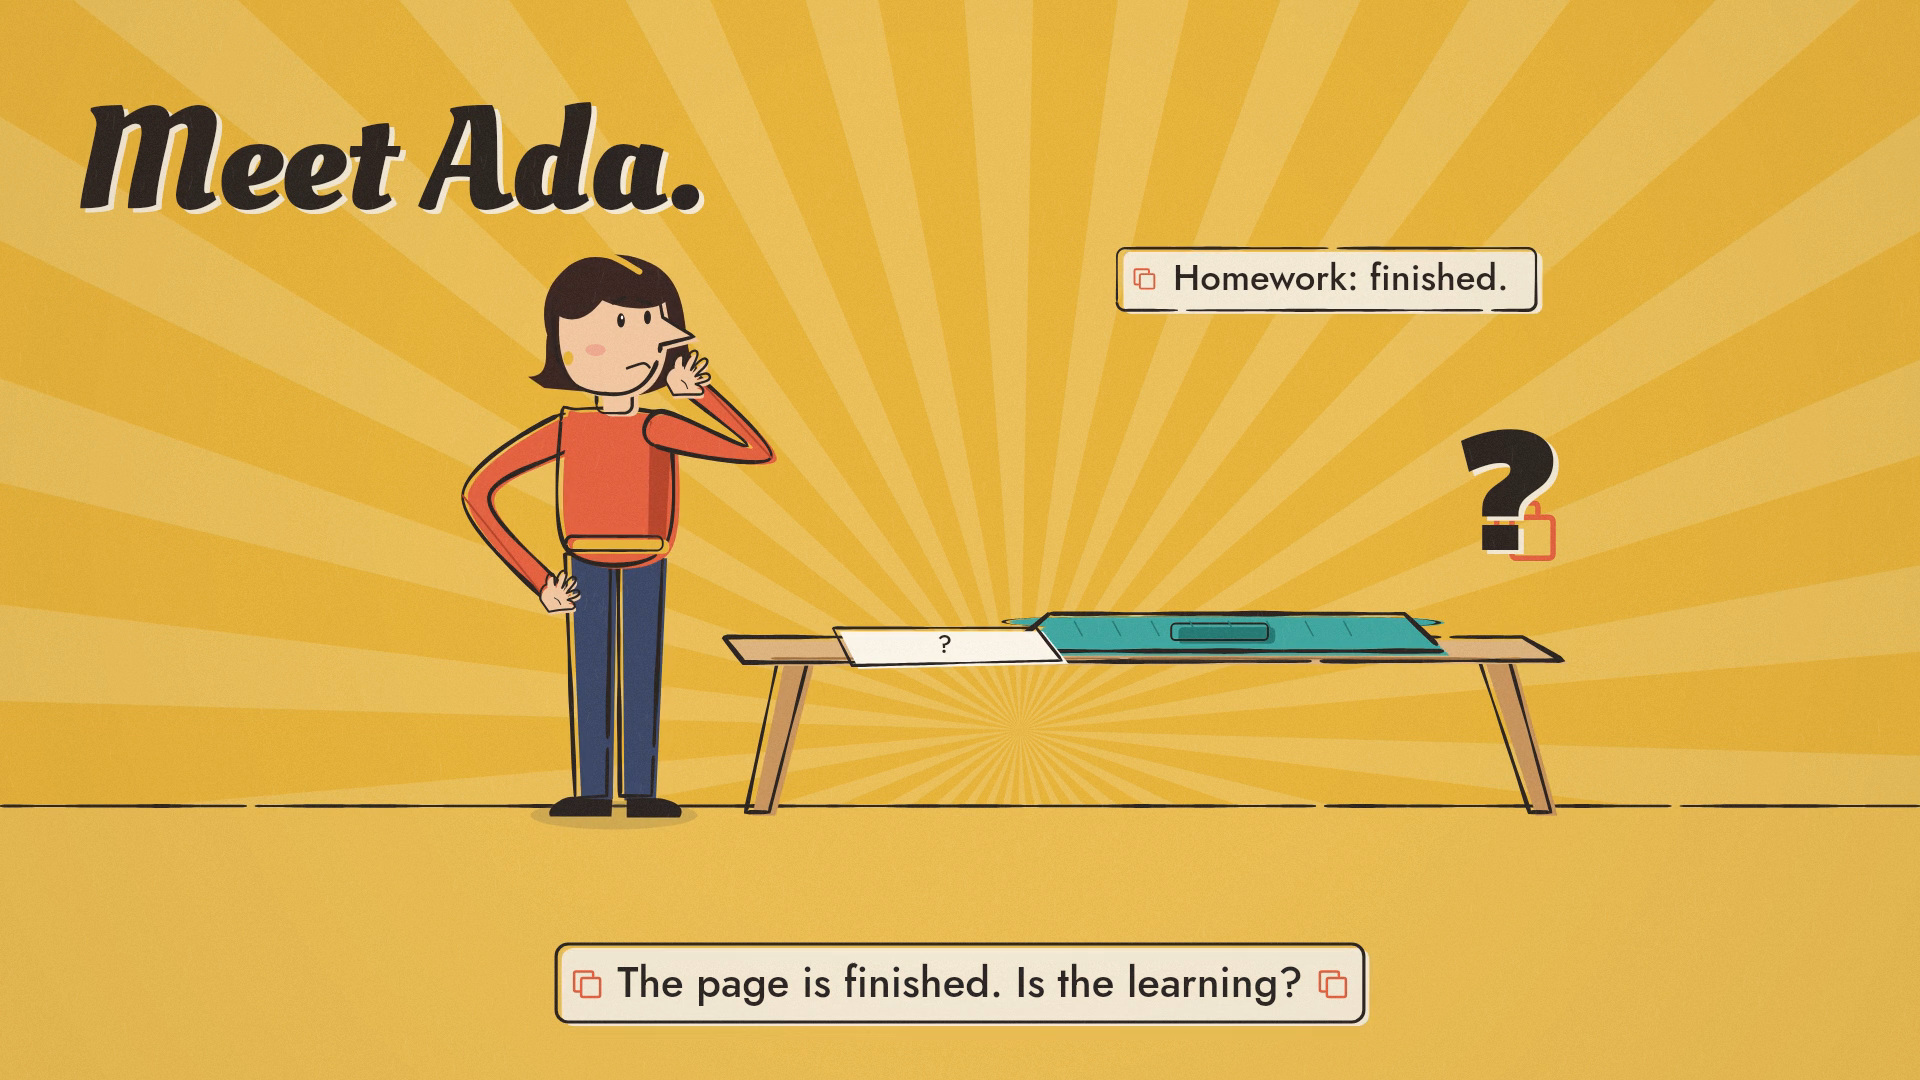 Meet Ada.
Homework: finished.
?
?
The page is finished. Is the learning?